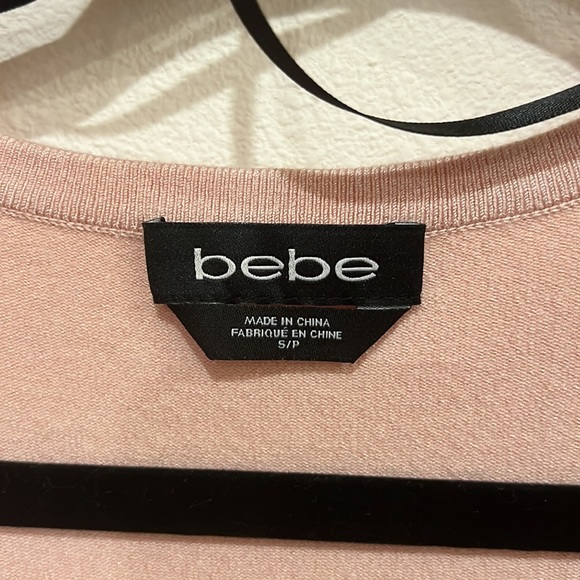 bebe
MADE IN CHINA
FABRIQUÉ EN CHINE
S/P